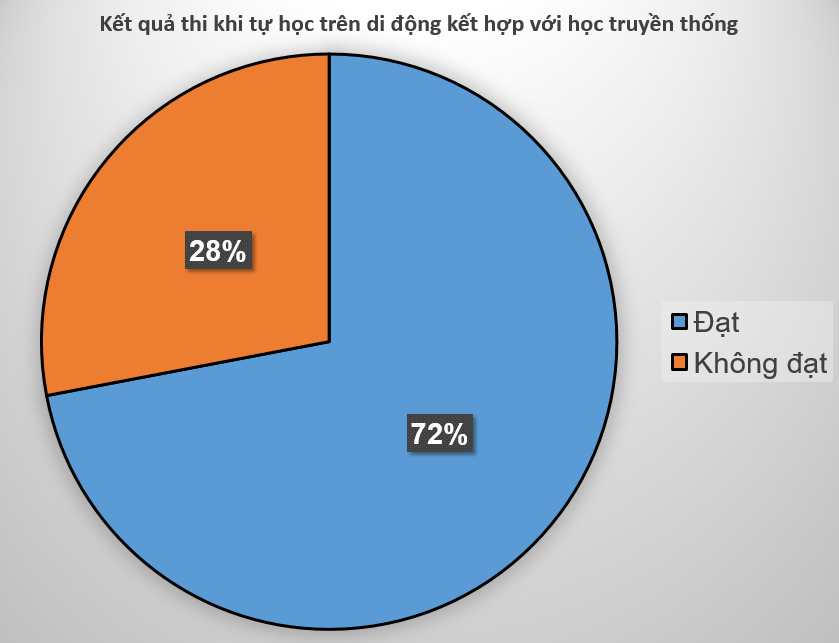 Kết quả thi khi tự học trên di động kết hợp với học truyền thống
28%
72%
Đạt
Không đạt